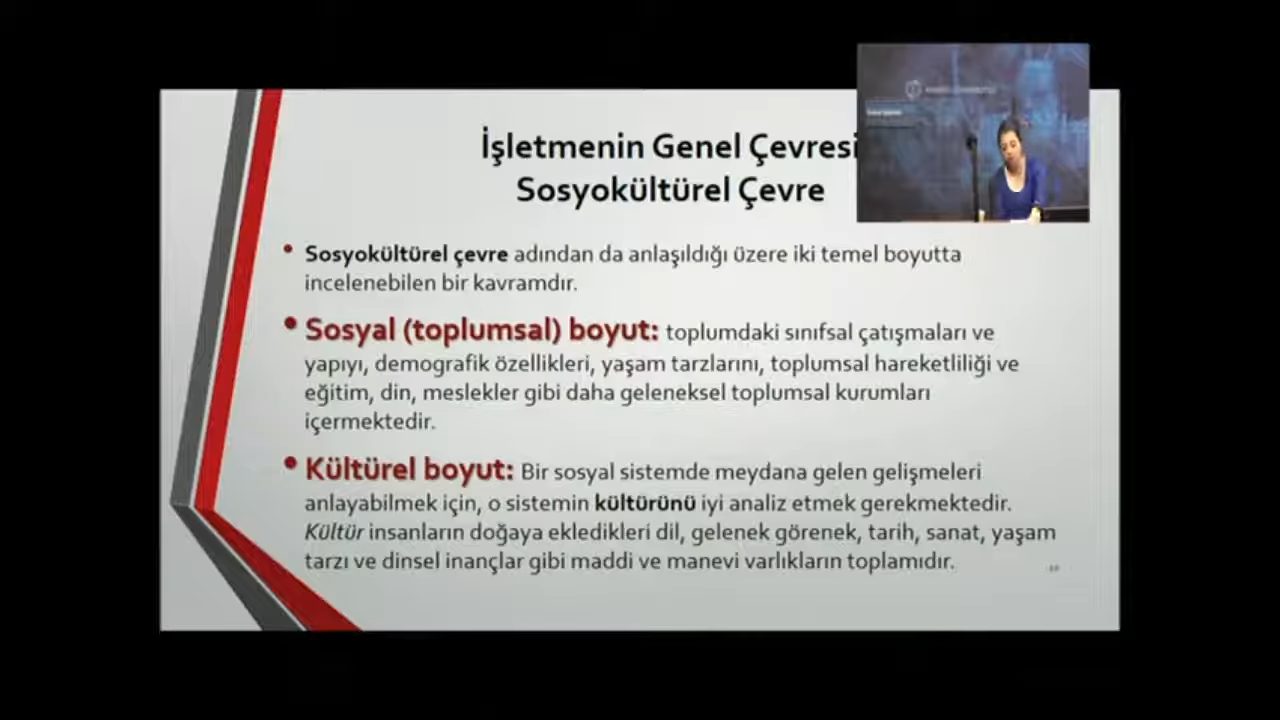 İşletmenin Genel Çevresi
Sosyokültürel Çevre
• Sosyokültürel çevre adından da anlaşıldığı üzere iki temel boyutta
incelenebilen bir kavramdır.
• Sosyal (toplumsal) boyut: toplumdaki sınıfsal çatışmaları ve
yapıyı, demografik özellikleri, yaşam tarzlarını, toplumsal hareketliliği ve
eğitim, din, meslekler gibi daha geleneksel toplumsal kurumları
içermektedir.
• Kültürel boyut: Bir sosyal sistemde meydana gelen gelişmeleri
anlayabilmek için, o sistemin kültürünü iyi analiz etmek gerekmektedir.
Kültür insanların doğaya ekledikleri dil, gelenek görenek, tarih, sanat, yaşam
tarzı ve dinsel inançlar gibi maddi ve manevi varlıkların toplamıdır.